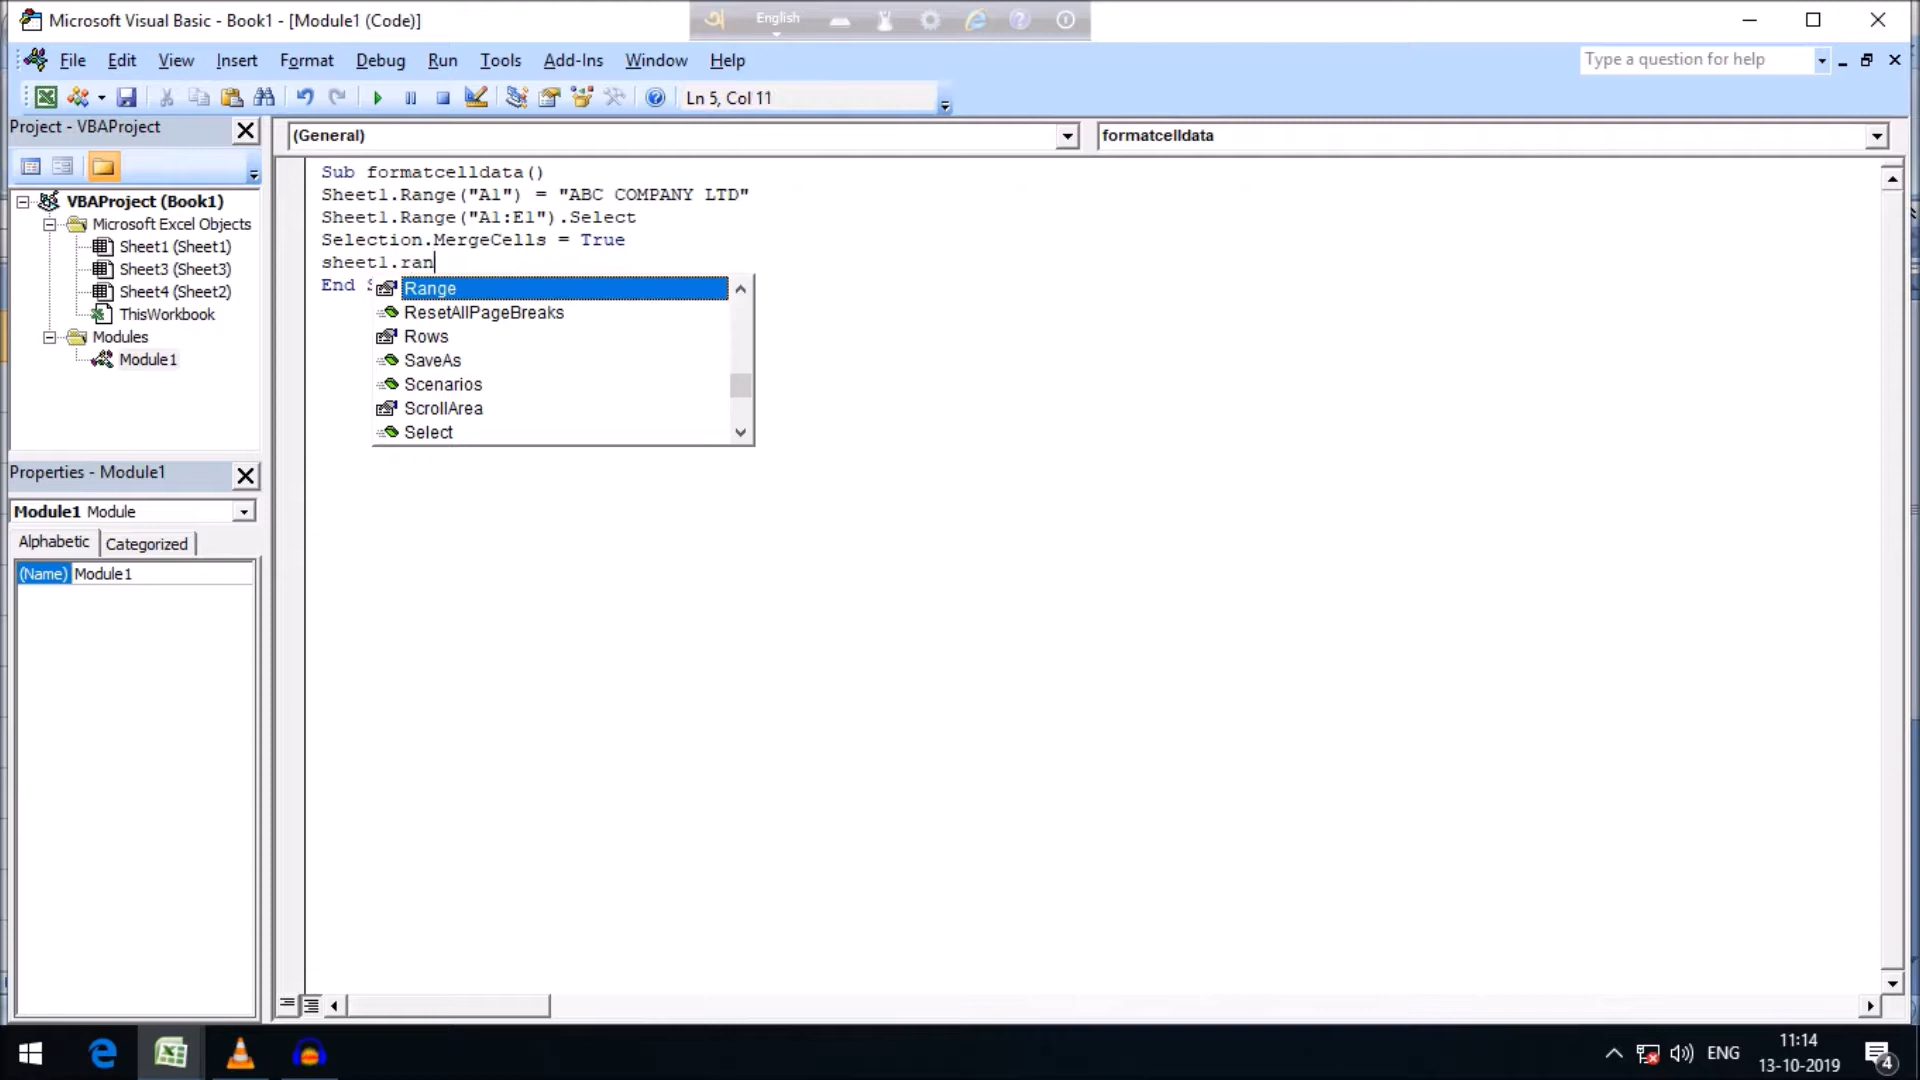 Microsoft Visual Basic - Book1 - [Module1 (Code)]
English
File Edit View Insert Format Debug Run Tools Add-Ins Window Help
Type a question for help
Ln 5, Col 11
Project - VBAProject
(General)
formatcelldata
VBAProject (Book1)
Microsoft Excel Objects
Sheet1 (Sheet1)
Sheet3 (Sheet3)
Sheet4 (Sheet2)
ThisWorkbook
Modules
Module1
Sub formatcelldata()
Sheet1.Range("A1") = "ABC COMPANY LTD"
Sheet1.Range("A1:E1").Select
Selection.MergeCells = True
sheet1.ran
End S
Range
ResetAllPageBreaks
Rows
SaveAs
Scenarios
ScrollArea
Select
Properties - Module1
Module1 Module
Alphabetic Categorized
(Name) Module1
ENG
11:14
13-10-2019
4